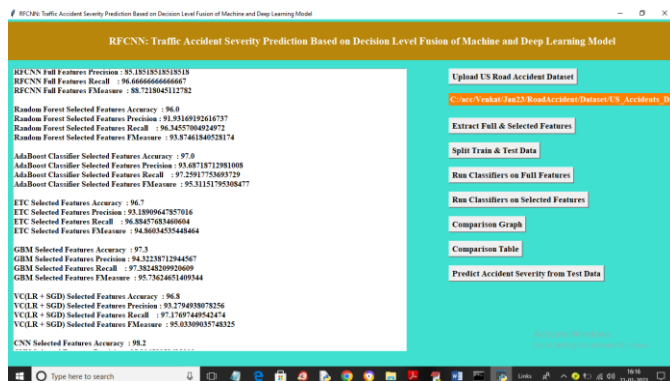 RFCNN: Traffic Accident Severity Prediction Based on Decision Level Fusion of Machine and Deep Learning Model
RFCNN: Traffic Accident Severity Prediction Based on Decision Level Fusion of Machine and Deep Learning Model
RFCNN Full Features Precision : 85.18518518518518
RFCNN Full Features Recall : 96.66666666666667
RFCNN Full Features FMeasure : 88.7218045112782
Random Forest Selected Features Accuracy : 96.0
Random Forest Selected Features Precision : 91.93169192616737
Random Forest Selected Features Recall : 96.34557004924972
Random Forest Selected Features FMeasure : 93.87461840528174
AdaBoost Classifier Selected Features Accuracy : 97.0
AdaBoost Classifier Selected Features Precision : 93.68718712981008
AdaBoost Classifier Selected Features Recall : 97.25917753693729
AdaBoost Classifier Selected Features FMeasure : 95.31151795308477
ETC Selected Features Accuracy : 96.7
ETC Selected Features Precision : 93.18909647857016
ETC Selected Features Recall : 96.88457683460604
ETC Selected Features FMeasure : 94.86034535448464
GBM Selected Features Accuracy : 97.3
GBM Selected Features Precision : 94.32238712944567
GBM Selected Features Recall : 97.38248209920609
GBM Selected Features FMeasure : 95.73624651409344
VC(LR + SGD) Selected Features Accuracy : 96.8
VC(LR + SGD) Selected Features Precision : 93.2794938078256
VC(LR + SGD) Selected Features Recall : 97.17697442542474
VC(LR + SGD) Selected Features FMeasure : 95.03309035748325
CNN Selected Features Accuracy : 98.2
Upload US Road Accident Dataset
C:/acc/Venkat/Jan23/RoadAccident/Dataset/US_Accidents_D
Extract Full & Selected Features
Split Train & Test Data
Run Classifiers on Full Features
Run Classifiers on Selected Features
Comparison Graph
Comparison Table
Predict Accident Severity from Test Data
Type here to search
Links
16:16